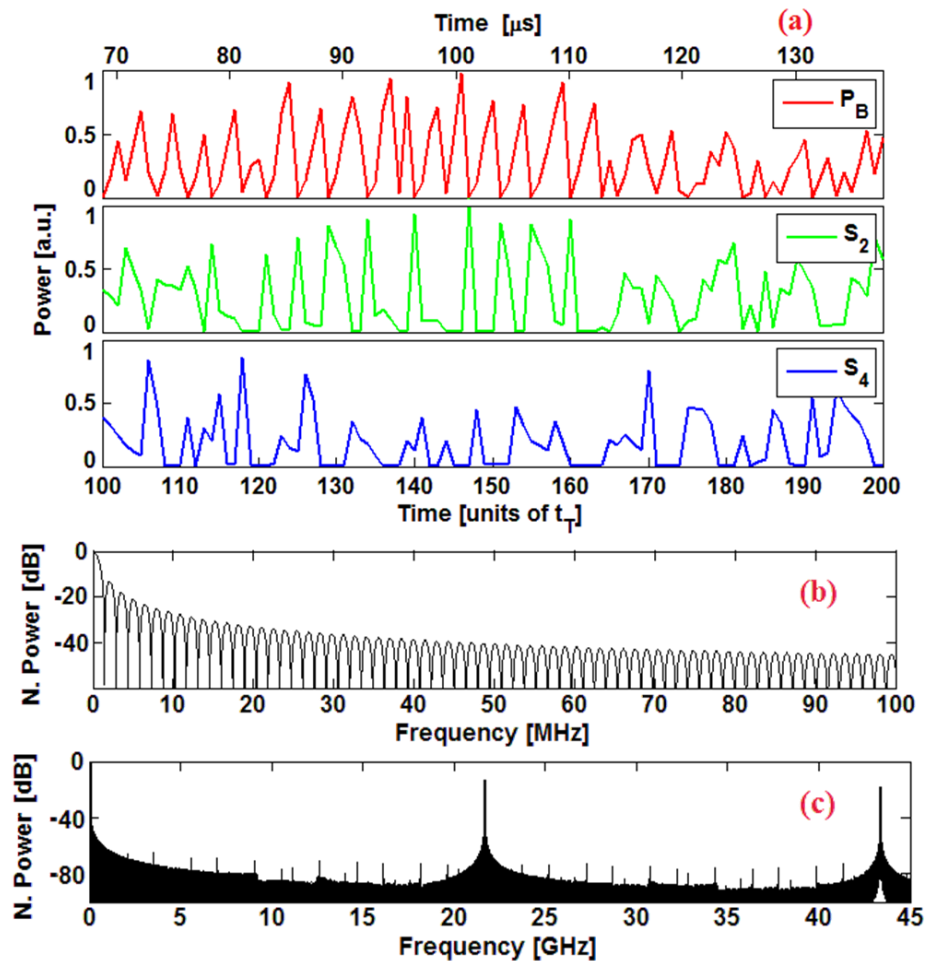 Time [μs]
(a)
70 80 90 100 110 120 130
1
0.5
0
P_B
1
0.5
0
S_2
Power [a.u.]
1
0.5
0
S_4
100 110 120 130 140 150 160 170 180 190 200
Time [units of t_T]
N. Power [dB]
0
-20
-40
(b)
0 10 20 30 40 50 60 70 80 90 100
Frequency [MHz]
N. Power [dB]
0
-40
-80
(c)
0 5 10 15 20 25 30 35 40 45
Frequency [GHz]